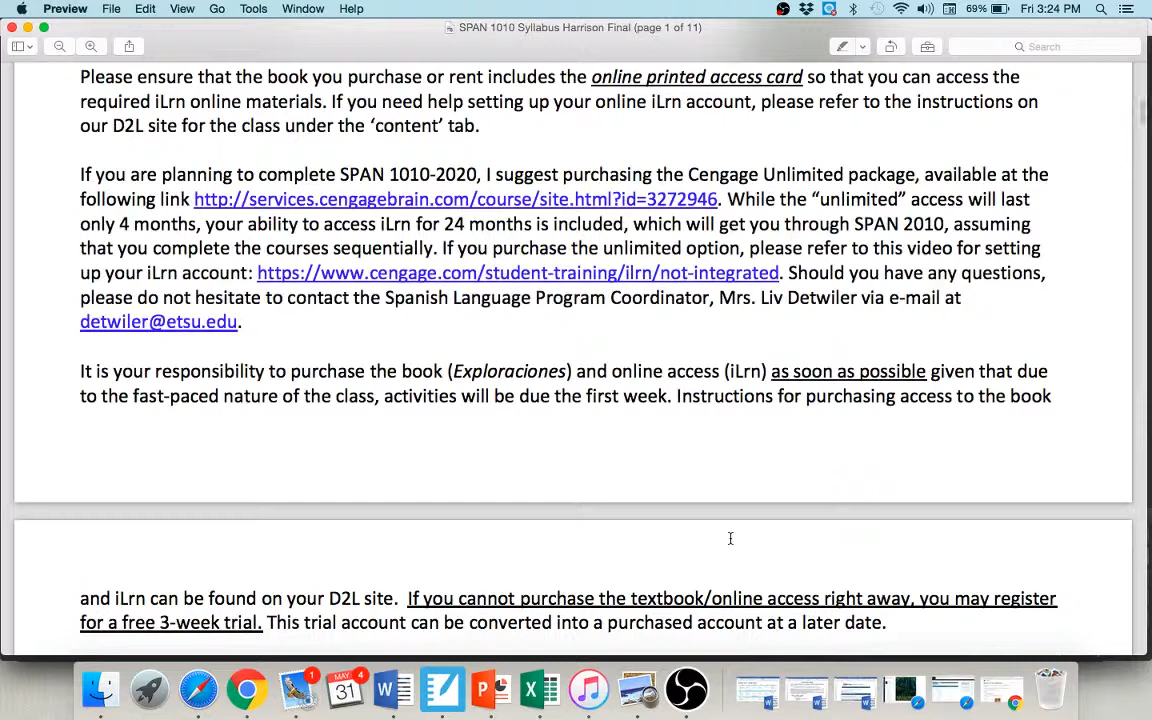 Preview File Edit View Go Tools Window Help 69% Fri 3:24 PM
SPAN 1010 Syllabus Harrison Final (page 1 of 11)
Search
Please ensure that the book you purchase or rent includes the online printed access card so that you can access the
required iLrn online materials. If you need help setting up your online iLrn account, please refer to the instructions on
our D2L site for the class under the ‘content’ tab.
If you are planning to complete SPAN 1010-2020, I suggest purchasing the Cengage Unlimited package, available at the
following link http://services.cengagebrain.com/course/site.html?id=3272946. While the “unlimited” access will last
only 4 months, your ability to access iLrn for 24 months is included, which will get you through SPAN 2010, assuming
that you complete the courses sequentially. If you purchase the unlimited option, please refer to this video for setting
up your iLrn account: https://www.cengage.com/student-training/ilrn/not-integrated. Should you have any questions,
please do not hesitate to contact the Spanish Language Program Coordinator, Mrs. Liv Detwiler via e-mail at
detwiler@etsu.edu.
It is your responsibility to purchase the book (Exploraciones) and online access (iLrn) as soon as possible given that due
to the fast-paced nature of the class, activities will be due the first week. Instructions for purchasing access to the book
and iLrn can be found on your D2L site. If you cannot purchase the textbook/online access right away, you may register
for a free 3-week trial. This trial account can be converted into a purchased account at a later date.
1
MAY 4
31
W
P
X